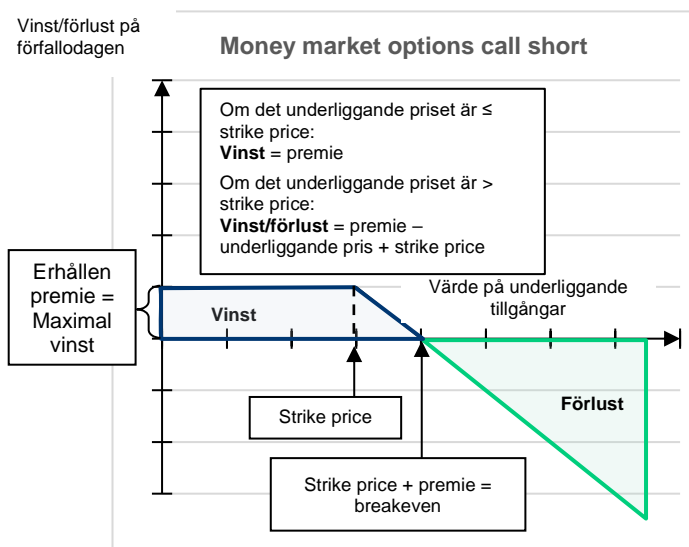 Vinst/förlust på
förfallodagen
Money market options call short
Om det underliggande priset är ≤
strike price:
Vinst = premie
Om det underliggande priset är >
strike price:
Vinst/förlust = premie –
underliggande pris + strike price
Erhållen
premie =
Maximal
vinst
Vinst
Värde på underliggande
tillgångar
Förlust
Strike price
Strike price + premie =
breakeven